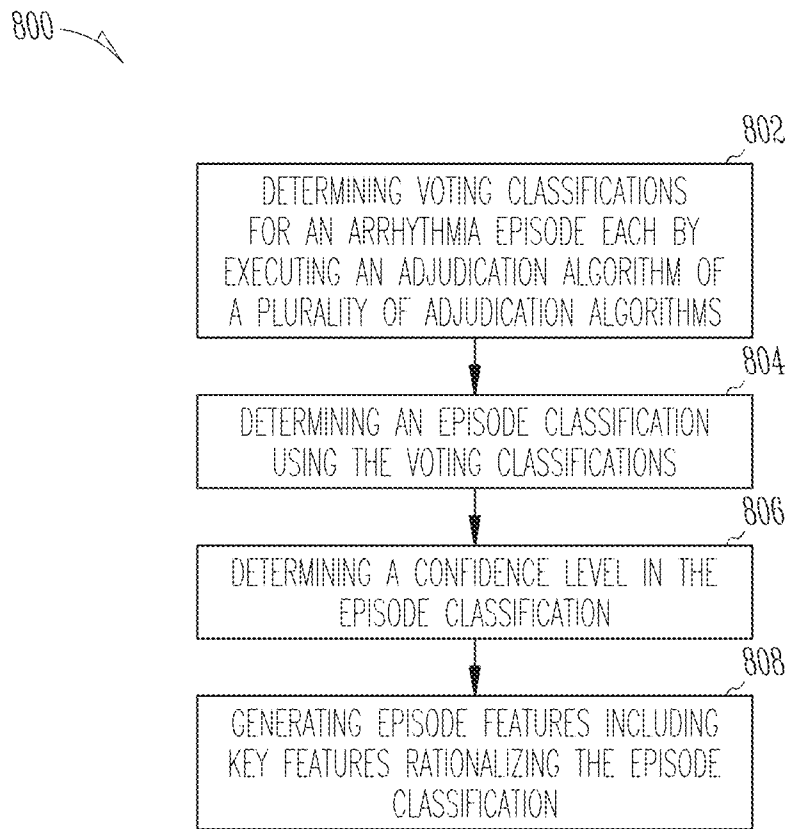 800
802
DETERMINING VOTING CLASSIFICATIONS
FOR AN ARRHYTHMIA EPISODE EACH BY
EXECUTING AN ADJUDICATION ALGORITHM OF
A PLURALITY OF ADJUDICATION ALGORITHMS
804
DETERMINING AN EPISODE CLASSIFICATION
USING THE VOTING CLASSIFICATIONS
806
DETERMINING A CONFIDENCE LEVEL IN THE
EPISODE CLASSIFICATION
808
GENERATING EPISODE FEATURES INCLUDING
KEY FEATURES RATIONALIZING THE EPISODE
CLASSIFICATION